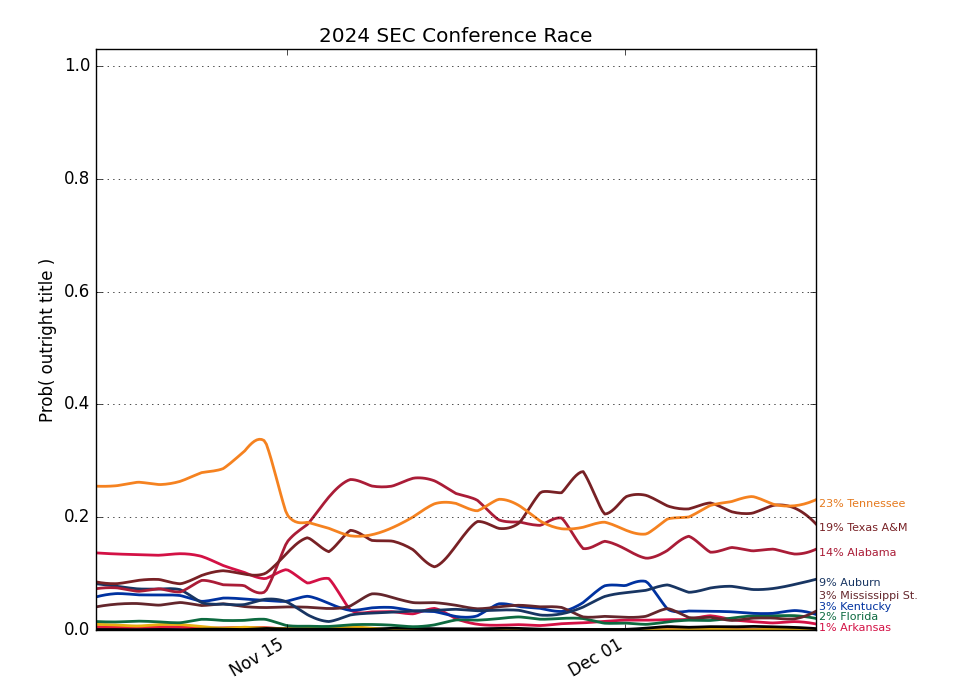 2024 SEC Conference Race
Prob( outright title )
1.0
0.8
0.6
0.4
0.2
0.0
23% Tennessee
19% Texas A&M
14% Alabama
9% Auburn
3% Mississippi St.
3% Kentucky
2% Florida
1% Arkansas
Nov 15
Dec 01